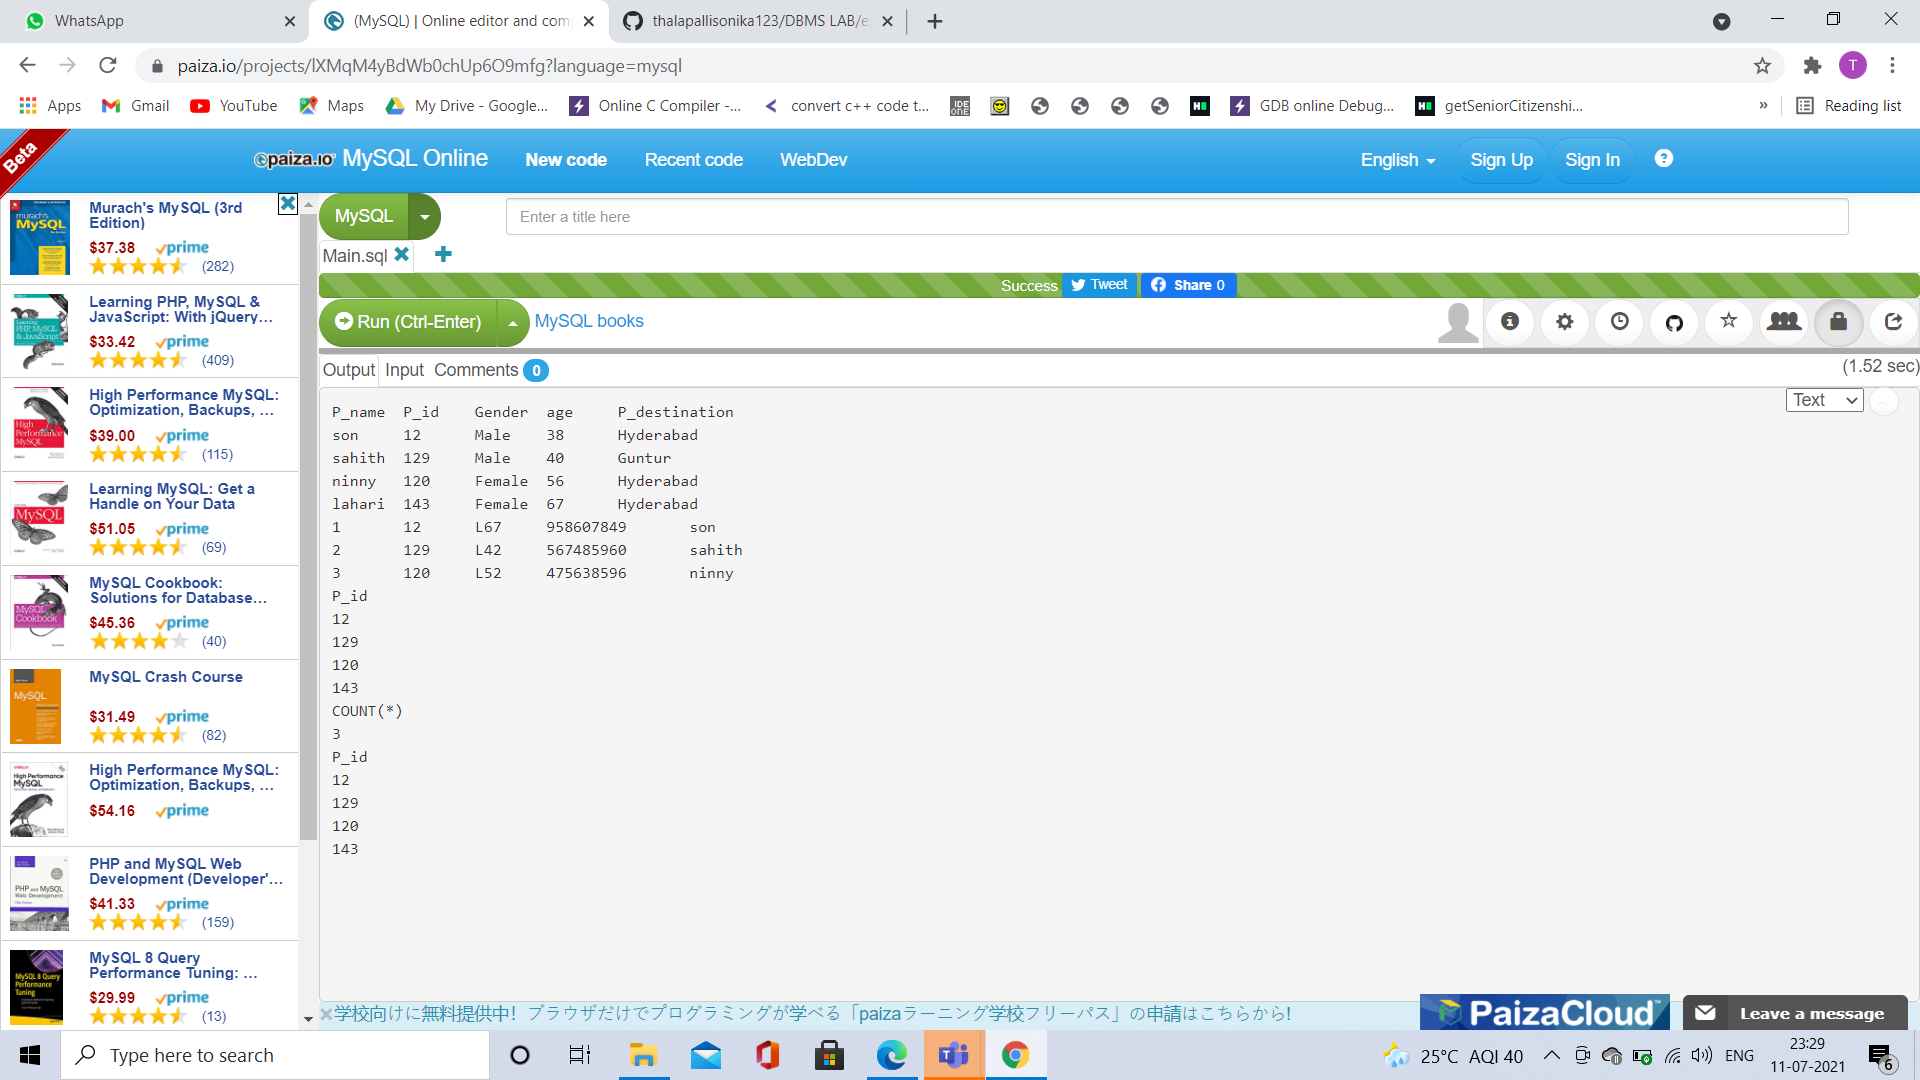 WhatsApp
(MySQL) | Online editor and com
thalapallisonika123/DBMS LAB/e
paiza.io/projects/lXMqM4yBdWb0chUp6O9mfg?language=mysql
T
Apps Gmail YouTube Maps My Drive - Google... Online C Compiler -... convert c++ code t... GDB online Debug... getSeniorCitizenshi... » Reading list
Beta
paiza.io MySQL Online New code Recent code WebDev English Sign Up Sign In ?
Murach's MySQL (3rd
Edition)
$37.38 prime
(282)
Learning PHP, MySQL &
JavaScript: With jQuery...
$33.42 prime
(409)
High Performance MySQL:
Optimization, Backups, ...
$39.00 prime
(115)
Learning MySQL: Get a
Handle on Your Data
$51.05 prime
(69)
MySQL Cookbook:
Solutions for Database...
$45.36 prime
(40)
MySQL Crash Course
$31.49 prime
(82)
High Performance MySQL:
Optimization, Backups, ...
$54.16 prime
PHP and MySQL Web
Development (Developer'...
$41.33 prime
(159)
MySQL 8 Query
Performance Tuning: ...
$29.99 prime
(13)
MySQL
Enter a title here
Main.sql
Success Tweet Share 0
Run (Ctrl-Enter) MySQL books
Output Input Comments 0
(1.52 sec)
Text
P_name P_id Gender age P_destination
son 12 Male 38 Hyderabad
sahith 129 Male 40 Guntur
ninny 120 Female 56 Hyderabad
lahari 143 Female 67 Hyderabad
1 12 L67 958607849 son
2 129 L42 567485960 sahith
3 120 L52 475638596 ninny
P_id
12
129
120
143
COUNT(*)
3
P_id
12
129
120
143
学校向けに無料提供中! ブラウザだけでプログラミングが学べる「paizaラーニング学校フリーパス」の申請はこちらから!
PaizaCloud
Leave a message
Type here to search
25°C AQI 40
ENG
23:29
11-07-2021
6